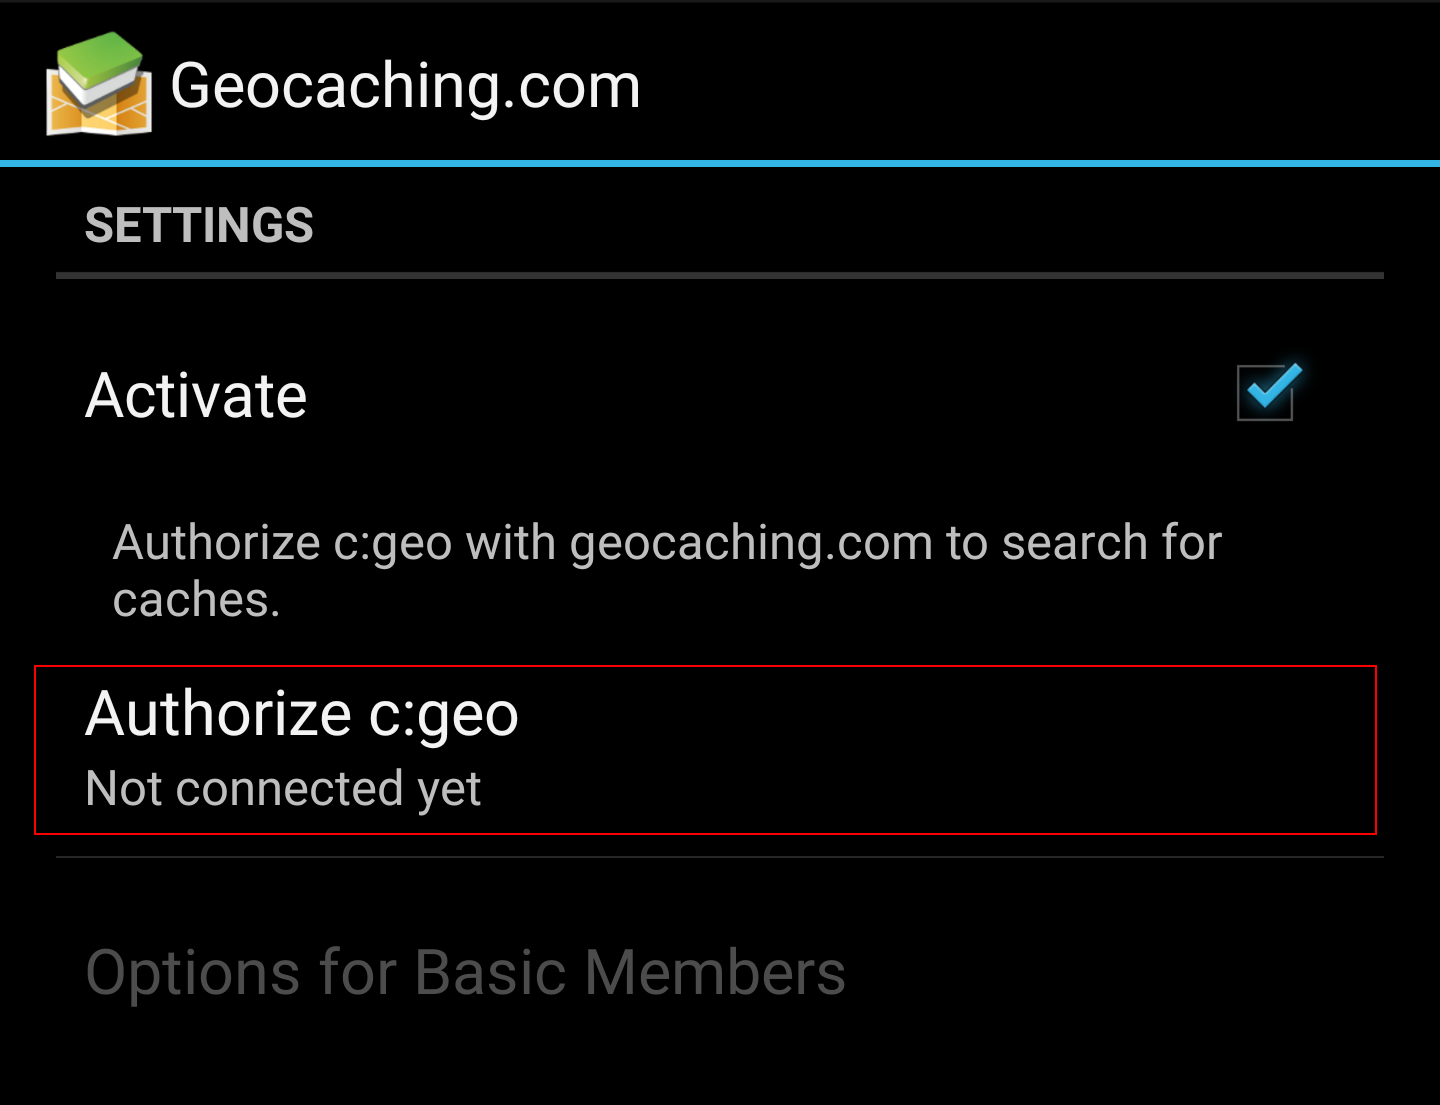 Geocaching.com
SETTINGS
Activate
Authorize c:geo with geocaching.com to search for
caches.
Authorize c:geo
Not connected yet
Options for Basic Members